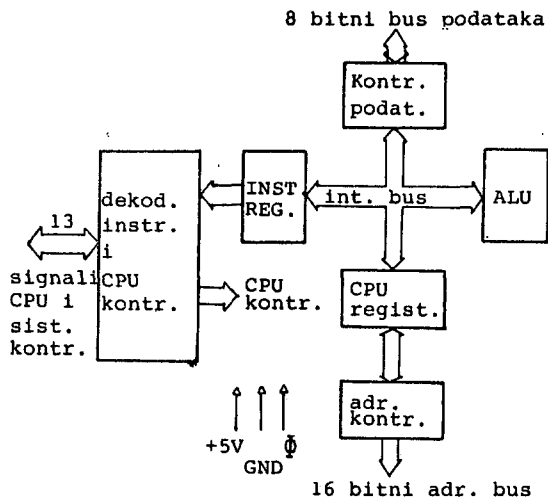 8 bitni bus podataka
Kontr.
podat.
INST
REG.
int. bus
ALU
dekod.
instr.
i
CPU
kontr.
13
signali
CPU i
sist.
kontr.
CPU
kontr.
CPU
regist.
adr.
kontr.
+5V
GND
Φ
16 bitni adr. bus